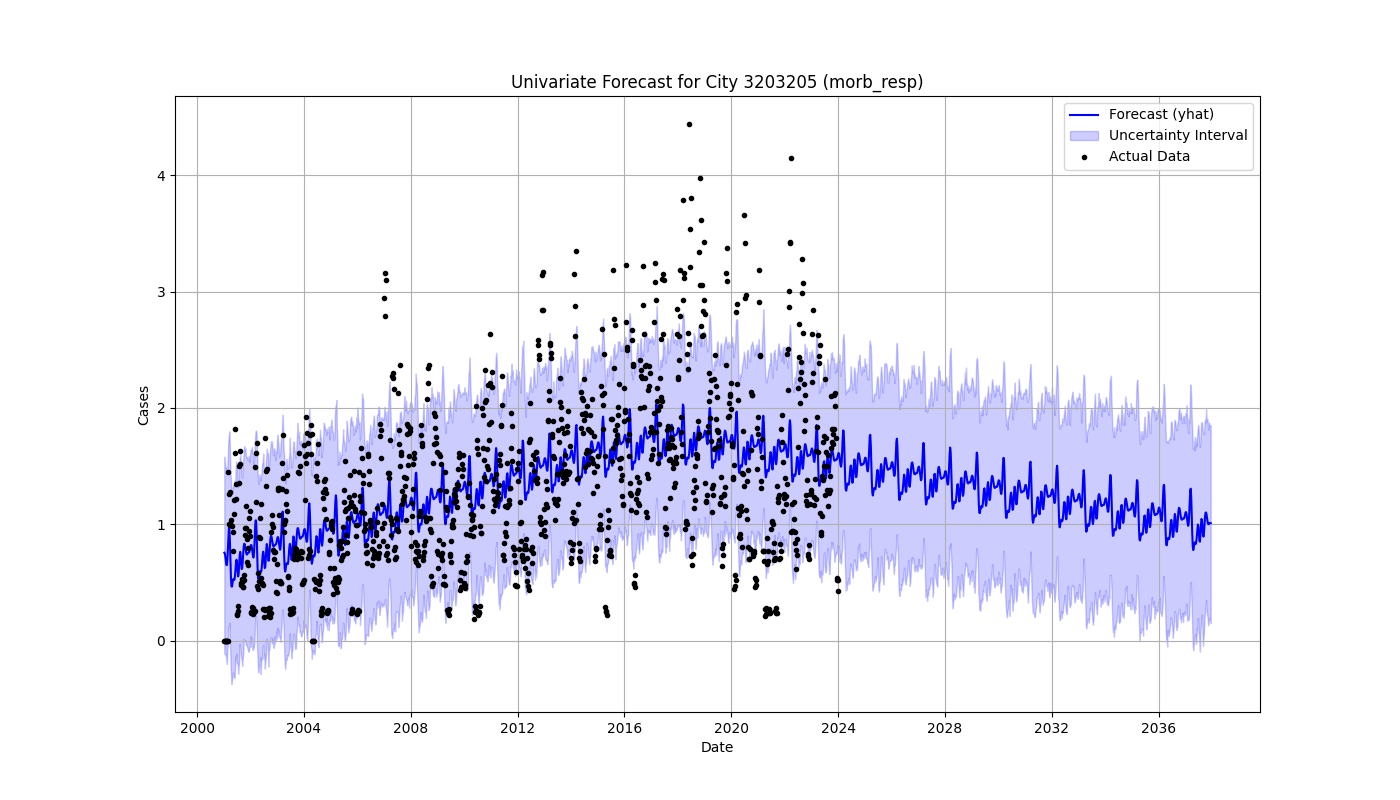 Univariate Forecast for City 3203205 (morb_resp)
Forecast (yhat)
Uncertainty Interval
Actual Data
4
3
2
1
0
Cases
2000 2004 2008 2012 2016 2020 2024 2028 2032 2036
Date